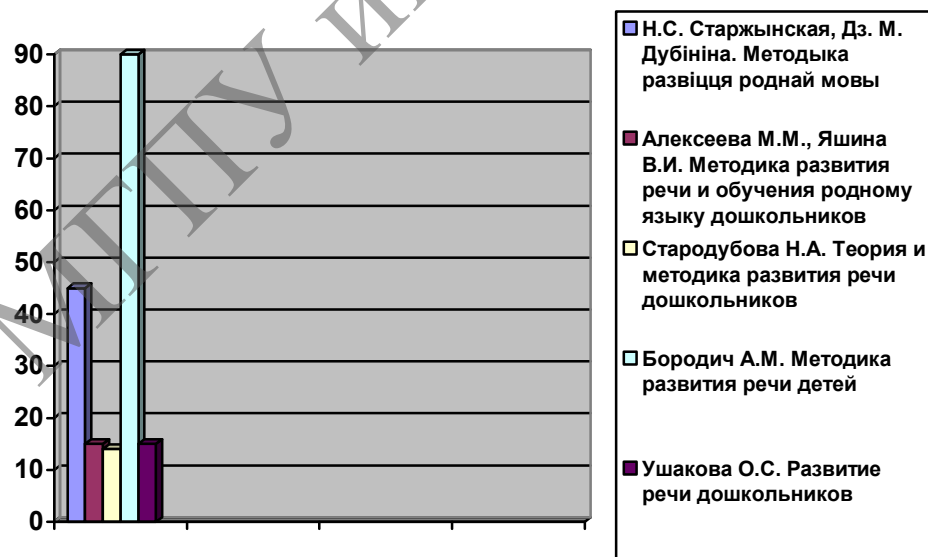 90
80
70
60
50
40
30
20
10
0
Н.С. Старжынская, Дз. М.
Дубініна. Методыка
развіцця роднай мовы
Алексеева М.М., Яшина
В.И. Методика развития
речи и обучения родному
языку дошкольников
Стародубова Н.А. Теория и
методика развития речи
дошкольников
Бородич А.М. Методика
развития речи детей
Ушакова О.С. Развитие
речи дошкольников
МГПУ